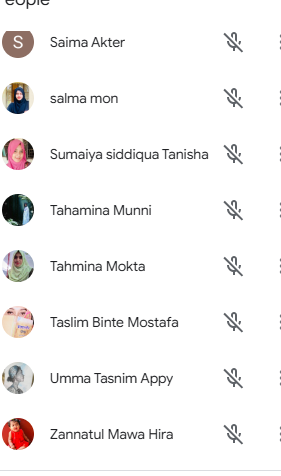 eople
S
Saima Akter
salma mon
Sumaiya siddiqua Tanisha
Tahamina Munni
Tahmina Mokta
Taslim Binte Mostafa
Umma Tasnim Appy
Zannatul Mawa Hira